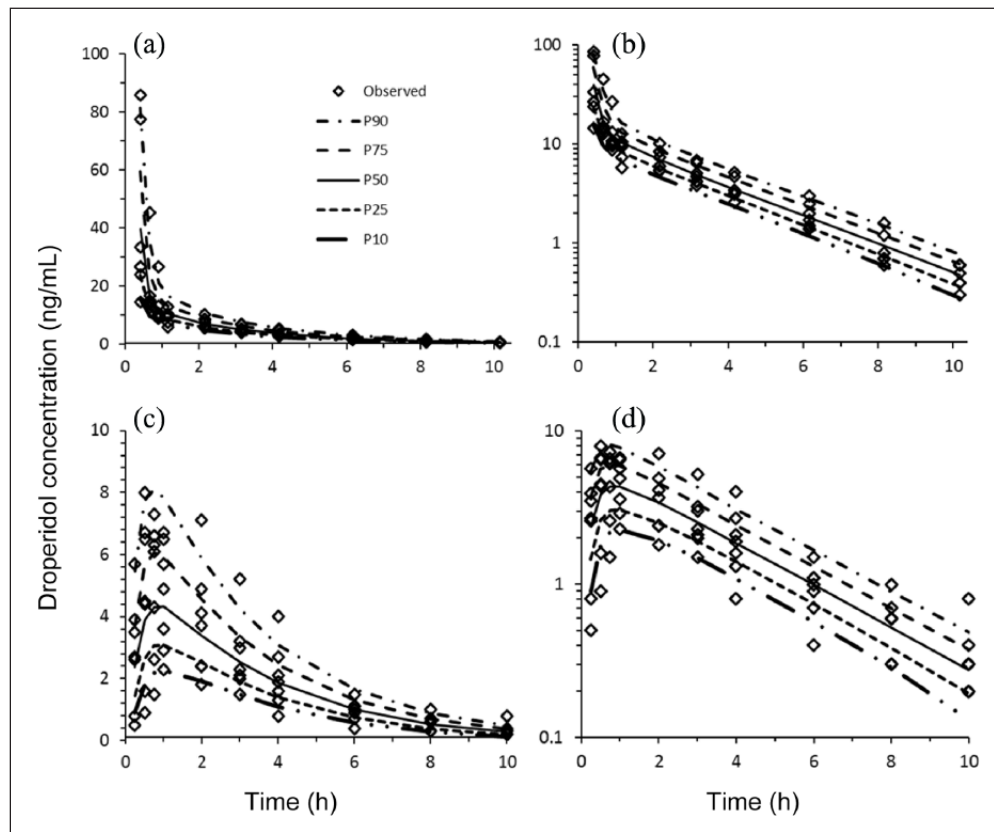 Droperidol concentration (ng/mL)
(a)
100
80
60
40
20
0
0 2 4 6 8 10
Observed
P90
P75
P50
P25
P10
(b)
100
10
1
0.1
0 2 4 6 8 10
(c)
10
8
6
4
2
0
0 2 4 6 8 10
Time (h)
(d)
10
1
0.1
0 2 4 6 8 10
Time (h)